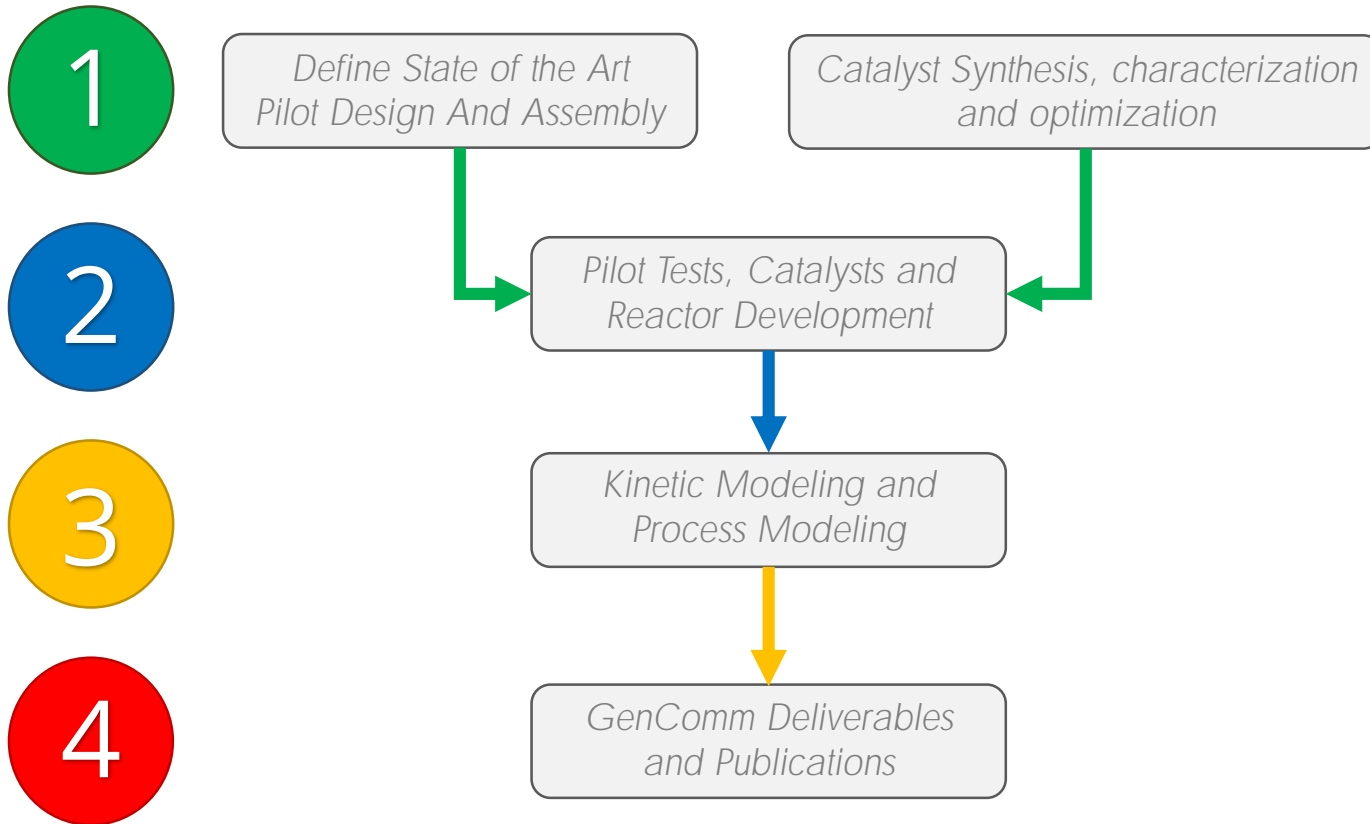 1
Define State of the Art
Pilot Design And Assembly
Catalyst Synthesis, characterization
and optimization
2
Pilot Tests, Catalysts and
Reactor Development
3
Kinetic Modeling and
Process Modeling
4
GenComm Deliverables
and Publications